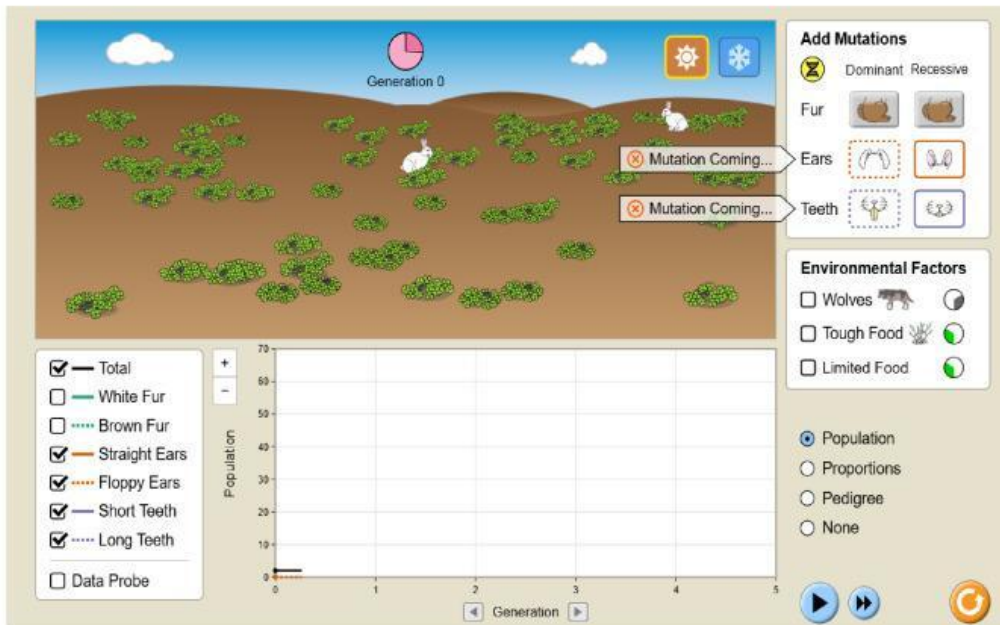 Generation 0
Add Mutations
Dominant Recessive
Fur
Mutation Coming...
Ears
Mutation Coming...
Teeth
Environmental Factors
Wolves
Tough Food
Limited Food
Total
White Fur
Brown Fur
Straight Ears
Floppy Ears
Short Teeth
Long Teeth
Data Probe
+
−
Population
70
60
50
40
30
20
10
0
0 1 2 3 4 5
Generation
Population
Proportions
Pedigree
None